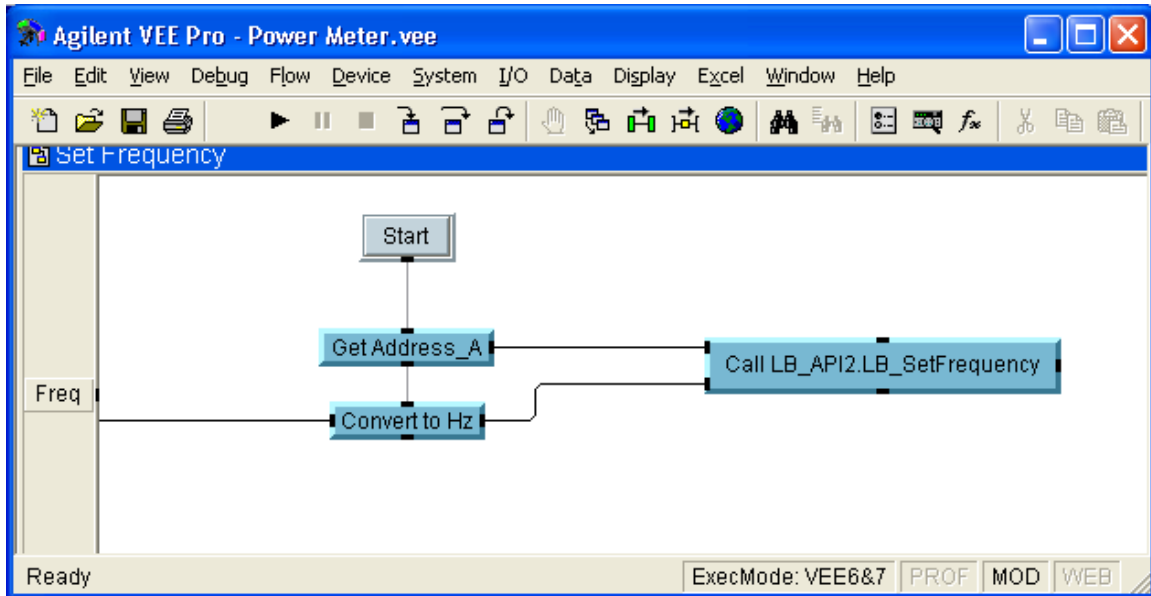 Agilent VEE Pro - Power Meter.vee
File Edit View Debug Flow Device System I/O Data Display Excel Window Help
fx
Set Frequency
Start
Get Address_A
Call LB_API2.LB_SetFrequency
Freq
Convert to Hz
Ready ExecMode: VEE6&7 PROF MOD WEB